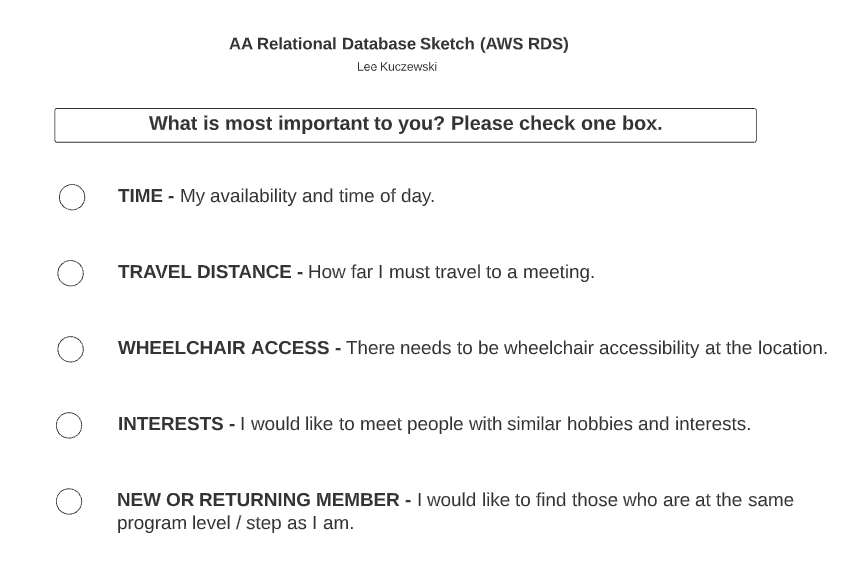 AA Relational Database Sketch (AWS RDS)
Lee Kuczewski
What is most important to you? Please check one box.
TIME - My availability and time of day.
TRAVEL DISTANCE - How far I must travel to a meeting.
WHEELCHAIR ACCESS - There needs to be wheelchair accessibility at the location.
INTERESTS - I would like to meet people with similar hobbies and interests.
NEW OR RETURNING MEMBER - I would like to find those who are at the same
program level / step as I am.